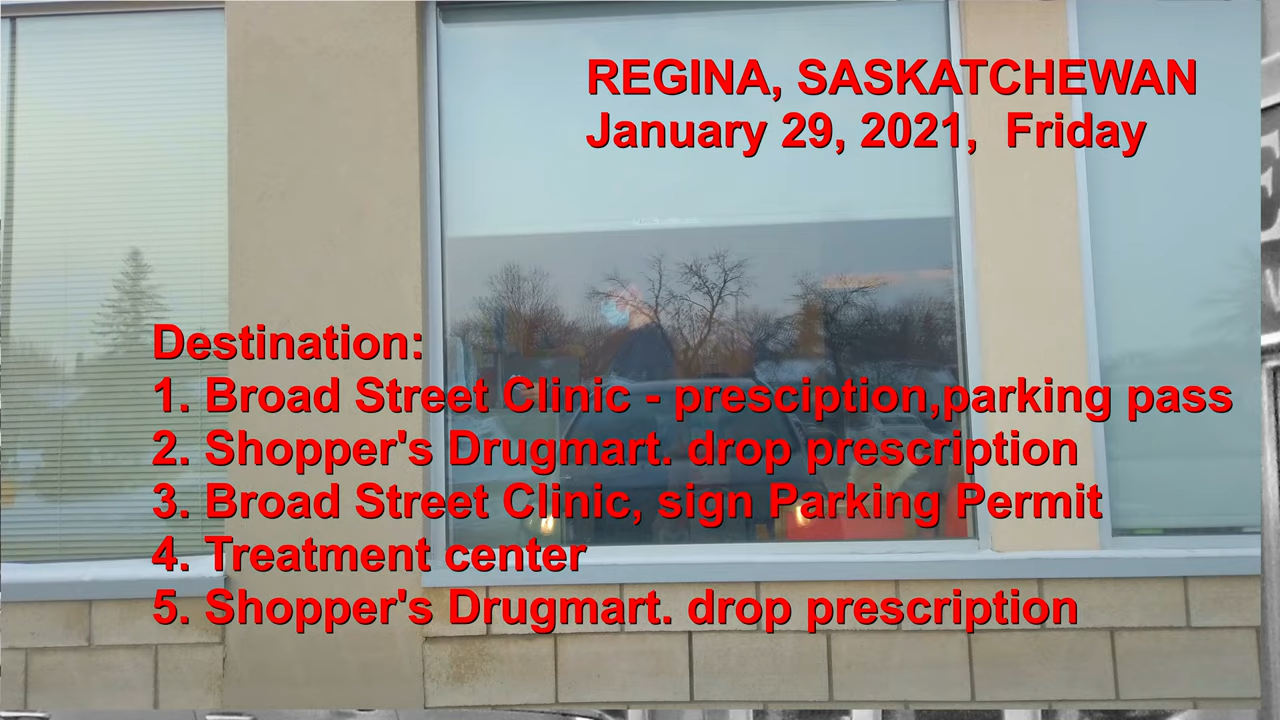 REGINA, SASKATCHEWAN
January 29, 2021,  Friday
Destination:
1. Broad Street Clinic - presciption,parking pass
2. Shopper's Drugmart. drop prescription
3. Broad Street Clinic, sign Parking Permit
4. Treatment center
5. Shopper's Drugmart. drop prescription